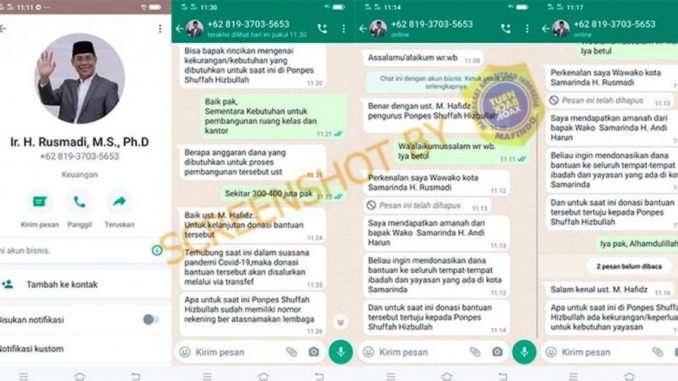 11:11
Ir. H. Rusmadi, M.S., Ph.D
+62 819-3703-5653
Keuangan
Kirim pesan
Panggil
Teruskan
ni akun bisnis.
Tambah ke kontak
Bisukan notifikasi
Notifikasi kustom
11:30
+62 819-3703-5653
terakhir dilihat hari ini pukul 11.30
Bisa bapak rincikan mengenai
kekurangan/kebutuhan yang
dibutuhkan untuk saat ini di Ponpes
Shuffah Hizbullah
11.20
Baik pak,
Sementara Kebutuhan untuk
pembangunan ruang kelas dan
kantor
11.21
Berapa anggaran dana yang
dibutuhkan untuk proses
pembangunan tersebut ust
11.21
Sekitar 300-400 juta pak
11.23
Baik ust. M. Hafidz.
Untuk kelanjutan donasi bantuan
tersebut
11.24
Terhubung saat ini dalam suasana
pandemi Covid-19,maka donasi
bantuan tersebut akan disalurkan
melalui via transfef
11.25
Apa untuk saat ini Ponpes Shuffah
Hizbullah sudah memiliki nomor
rekening ber atasnamakan lembaga
11.26
Kirim pesan
11:14
+62 819-3703-5653
online
Assalamu'alaikum wr.wb
11.09
Chat ini dengan akun bisnis. Ketuk
selengkapnya.
Benar dengan ust. M. Hafidz
pengurus Ponpes Shuffah Hizbullah
Wa'alaikumussalam wr wb.
Iya betul
11.11
Perkenalan saya Wawako kota
Samarinda H. Rusmadi
11.13
Pesan ini telah dihapus
11.13
Saya mendapatkan amanah dari
bapak Wako Samarinda H. Andi
Harun
11.13
Beliau ingin mendonasikan dana
bantuan ke seluruh tempat-tempat
ibadah dan yayasan yang ada di kota
Samarinda
11.13
Dan untuk saat ini donasi bantuan
tersebut tertuju kepada Ponpes
Shuffah Hizbullah
11.14
Kirim pesan
11:17
+62 819-3703-5653
online
Iya betul
Perkenalan saya Wawako kota
Samarinda H. Rusmadi
Pesan ini telah dihapus
11.13
Saya mendapatkan amanah dari
bapak Wako Samarinda H. Andi
Harun
11.13
Beliau ingin mendonasikan dana
bantuan ke seluruh tempat-tempat
ibadah dan yayasan yang ada di kota
Samarinda
Dan untuk saat ini donasi bantuan
tersebut tertuju kepada Ponpes
Shuffah Hizbullah
Iya pak, Alhamdulillah
2 pesan belum dibaca
Salam kenal ust. M. Hafidz
11.16
Apa untuk saat ini di Ponpes Shuffah
Hizbullah ada kekurangan/keperluan
untuk kebutuhan yayasan
Kirim pesan
SCREENSHOT BY
TURN BACK HOAX
MAFINDO